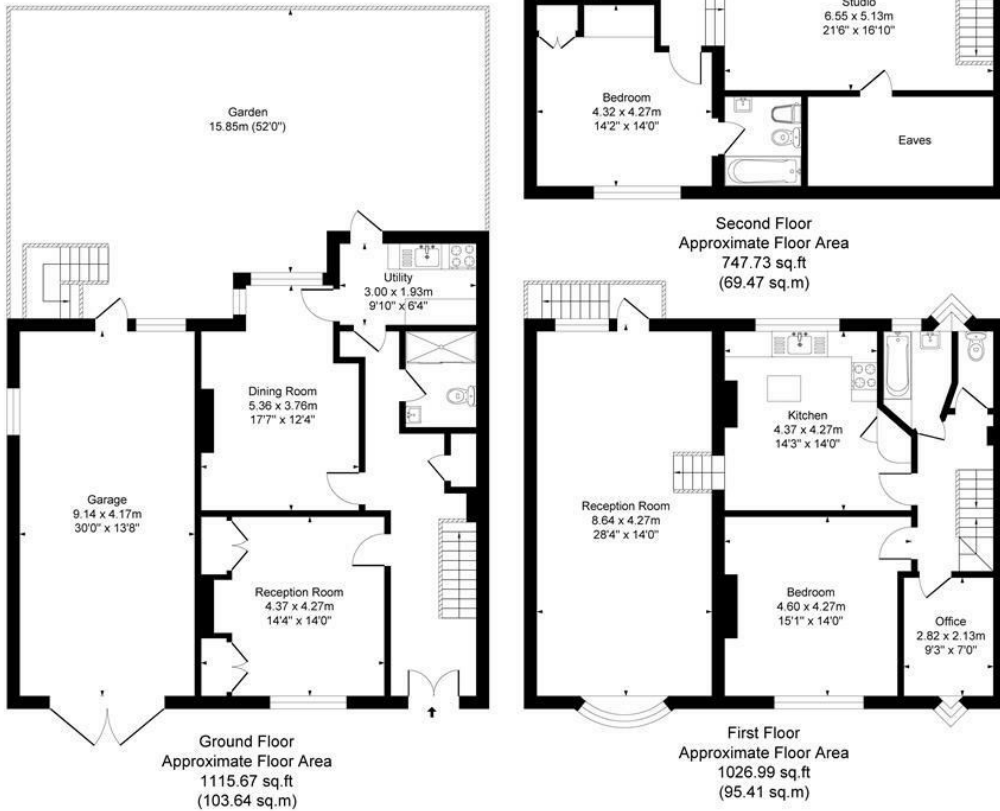 Garden
15.85m (52'0")
Utility
3.00 x 1.93m
9'10" x 6'4"
Dining Room
5.36 x 3.76m
17'7" x 12'4"
Garage
9.14 x 4.17m
30'0" x 13'8"
Reception Room
4.37 x 4.27m
14'4" x 14'0"
Ground Floor
Approximate Floor Area
1115.67 sq.ft
(103.64 sq.m)
Studio
6.55 x 5.13m
21'6" x 16'10"
Bedroom
4.32 x 4.27m
14'2" x 14'0"
Eaves
Second Floor
Approximate Floor Area
747.73 sq.ft
(69.47 sq.m)
Kitchen
4.37 x 4.27m
14'3" x 14'0"
Reception Room
8.64 x 4.27m
28'4" x 14'0"
Bedroom
4.60 x 4.27m
15'1" x 14'0"
Office
2.82 x 2.13m
9'3" x 7'0"
First Floor
Approximate Floor Area
1026.99 sq.ft
(95.41 sq.m)